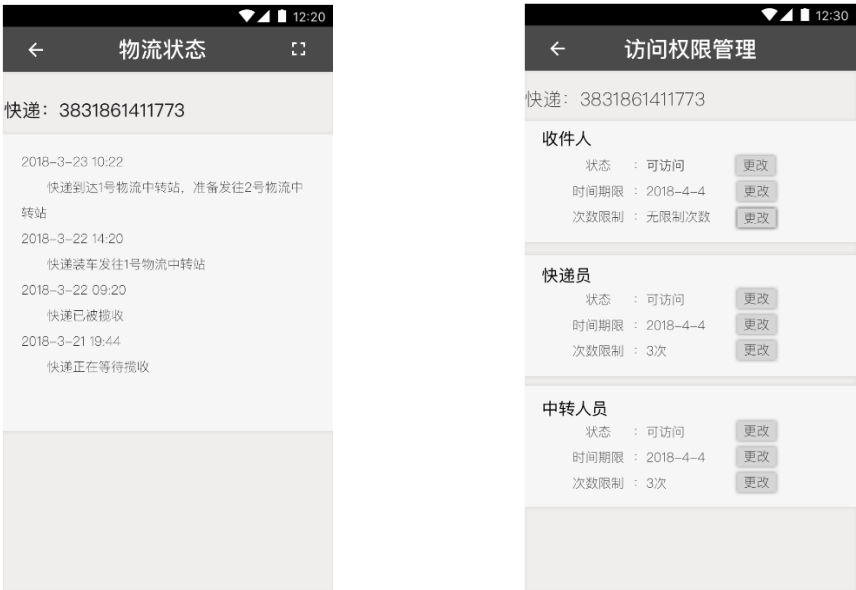 12:20
物流状态
快递：3831861411773
2018-3-23 10:22
快递到达1号物流中转站，准备发往2号物流中
转站
2018-3-22 14:20
快递装车发往1号物流中转站
2018-3-22 09:20
快递已被揽收
2018-3-21 19:44
快递正在等待揽收
12:30
访问权限管理
快递：3831861411773
收件人
状态 ：可访问 更改
时间期限 ：2018-4-4 更改
次数限制 ：无限制次数 更改
快递员
状态 ：可访问 更改
时间期限 ：2018-4-4 更改
次数限制 ：3次 更改
中转人员
状态 ：可访问 更改
时间期限 ：2018-4-4 更改
次数限制 ：3次 更改